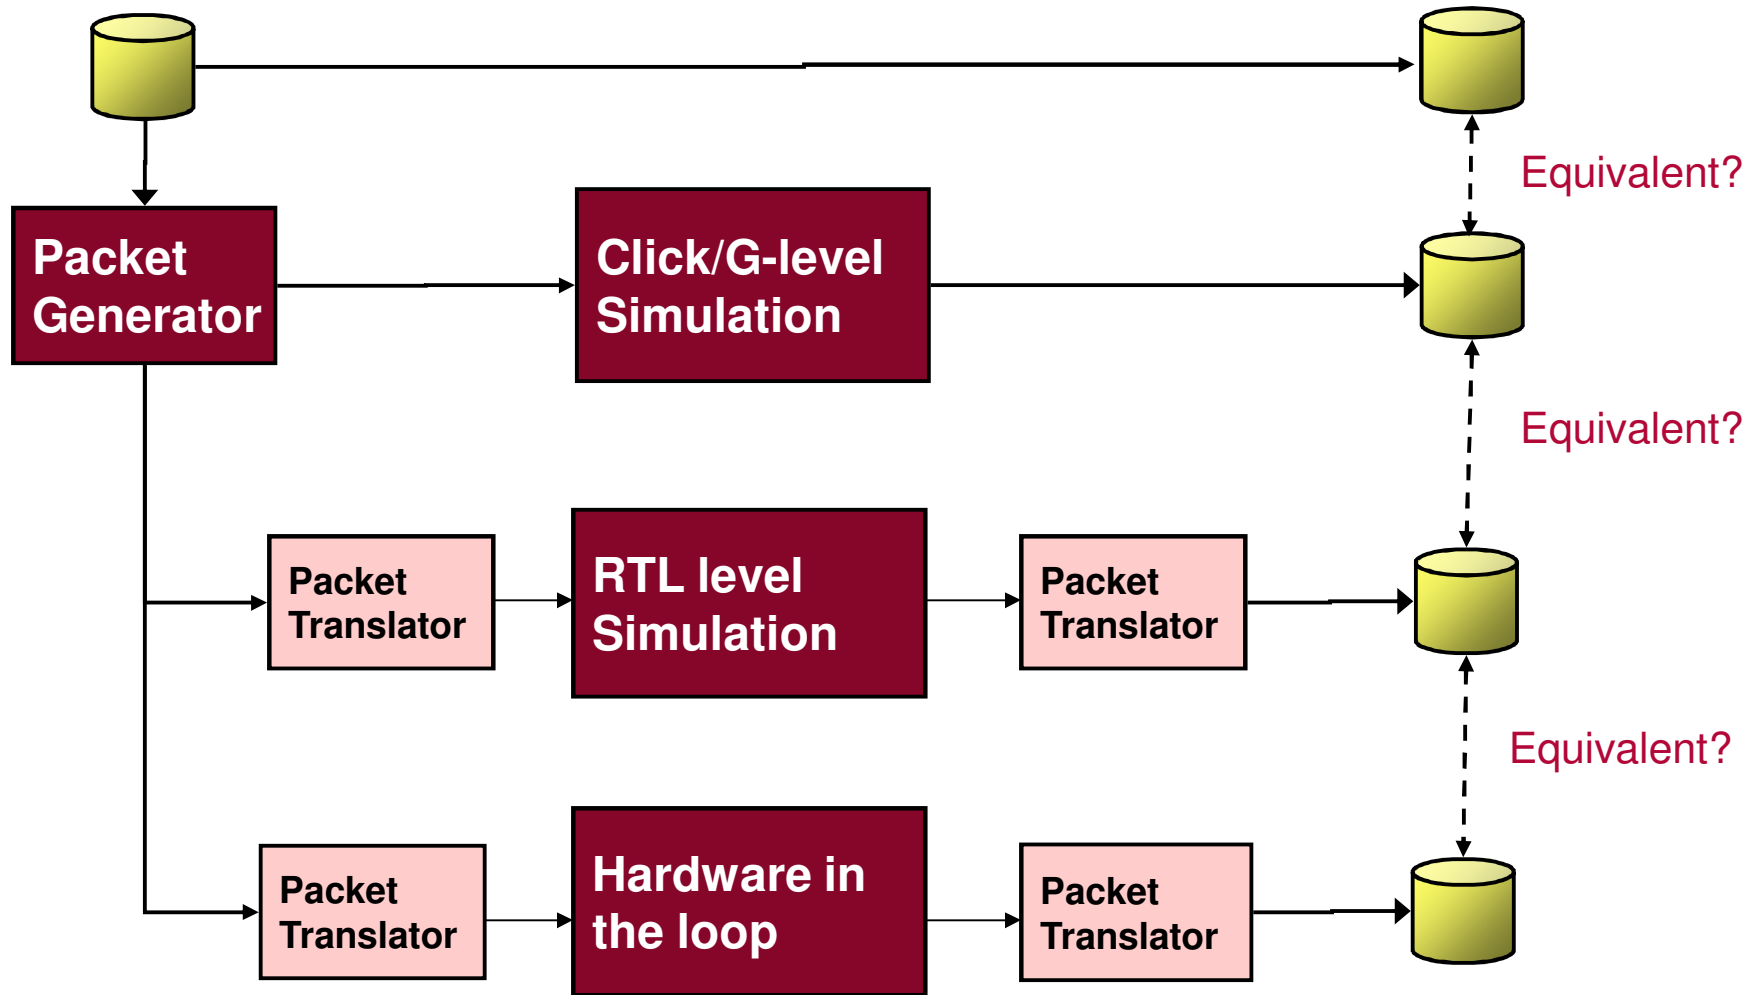 Equivalent?
Packet
Generator
Click/G-level
Simulation
Equivalent?
Packet
Translator
RTL level
Simulation
Packet
Translator
Equivalent?
Packet
Translator
Hardware in
the loop
Packet
Translator